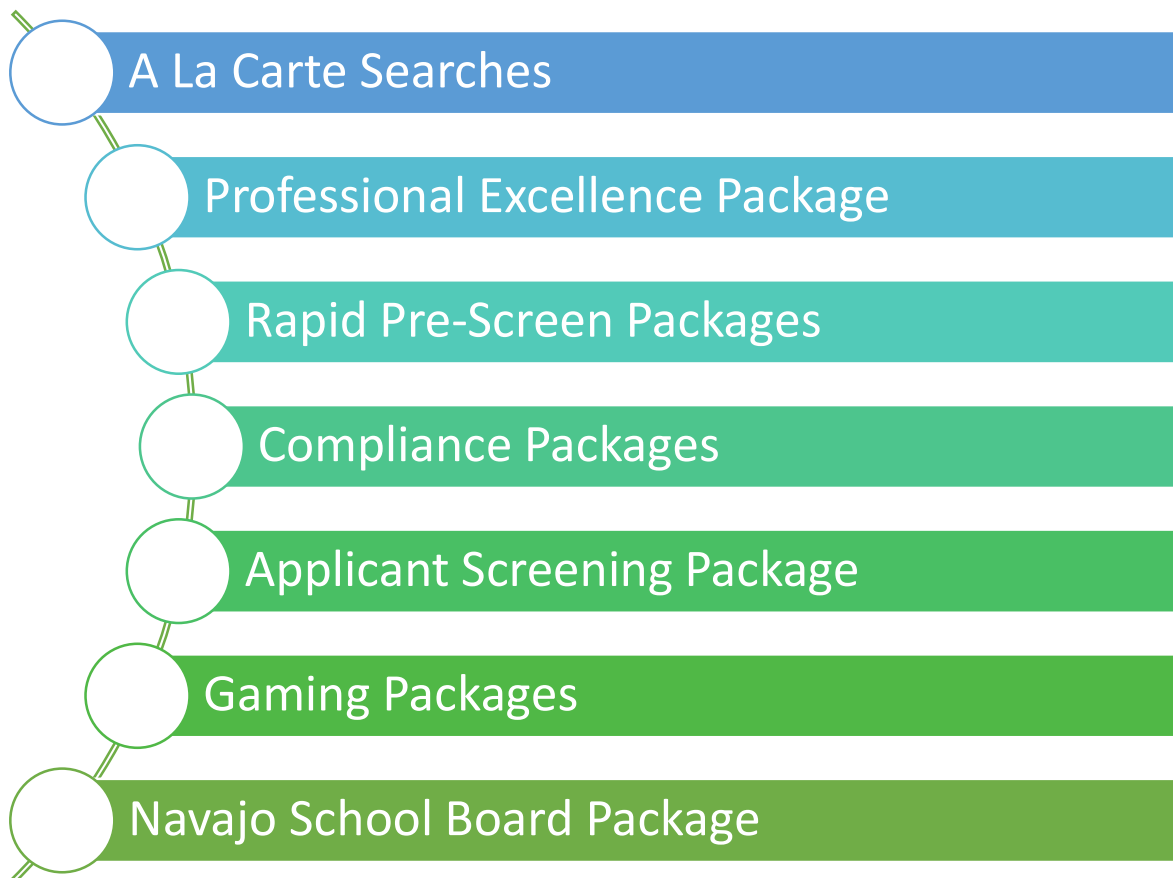 A La Carte Searches
Professional Excellence Package
Rapid Pre-Screen Packages
Compliance Packages
Applicant Screening Package
Gaming Packages
Navajo School Board Package